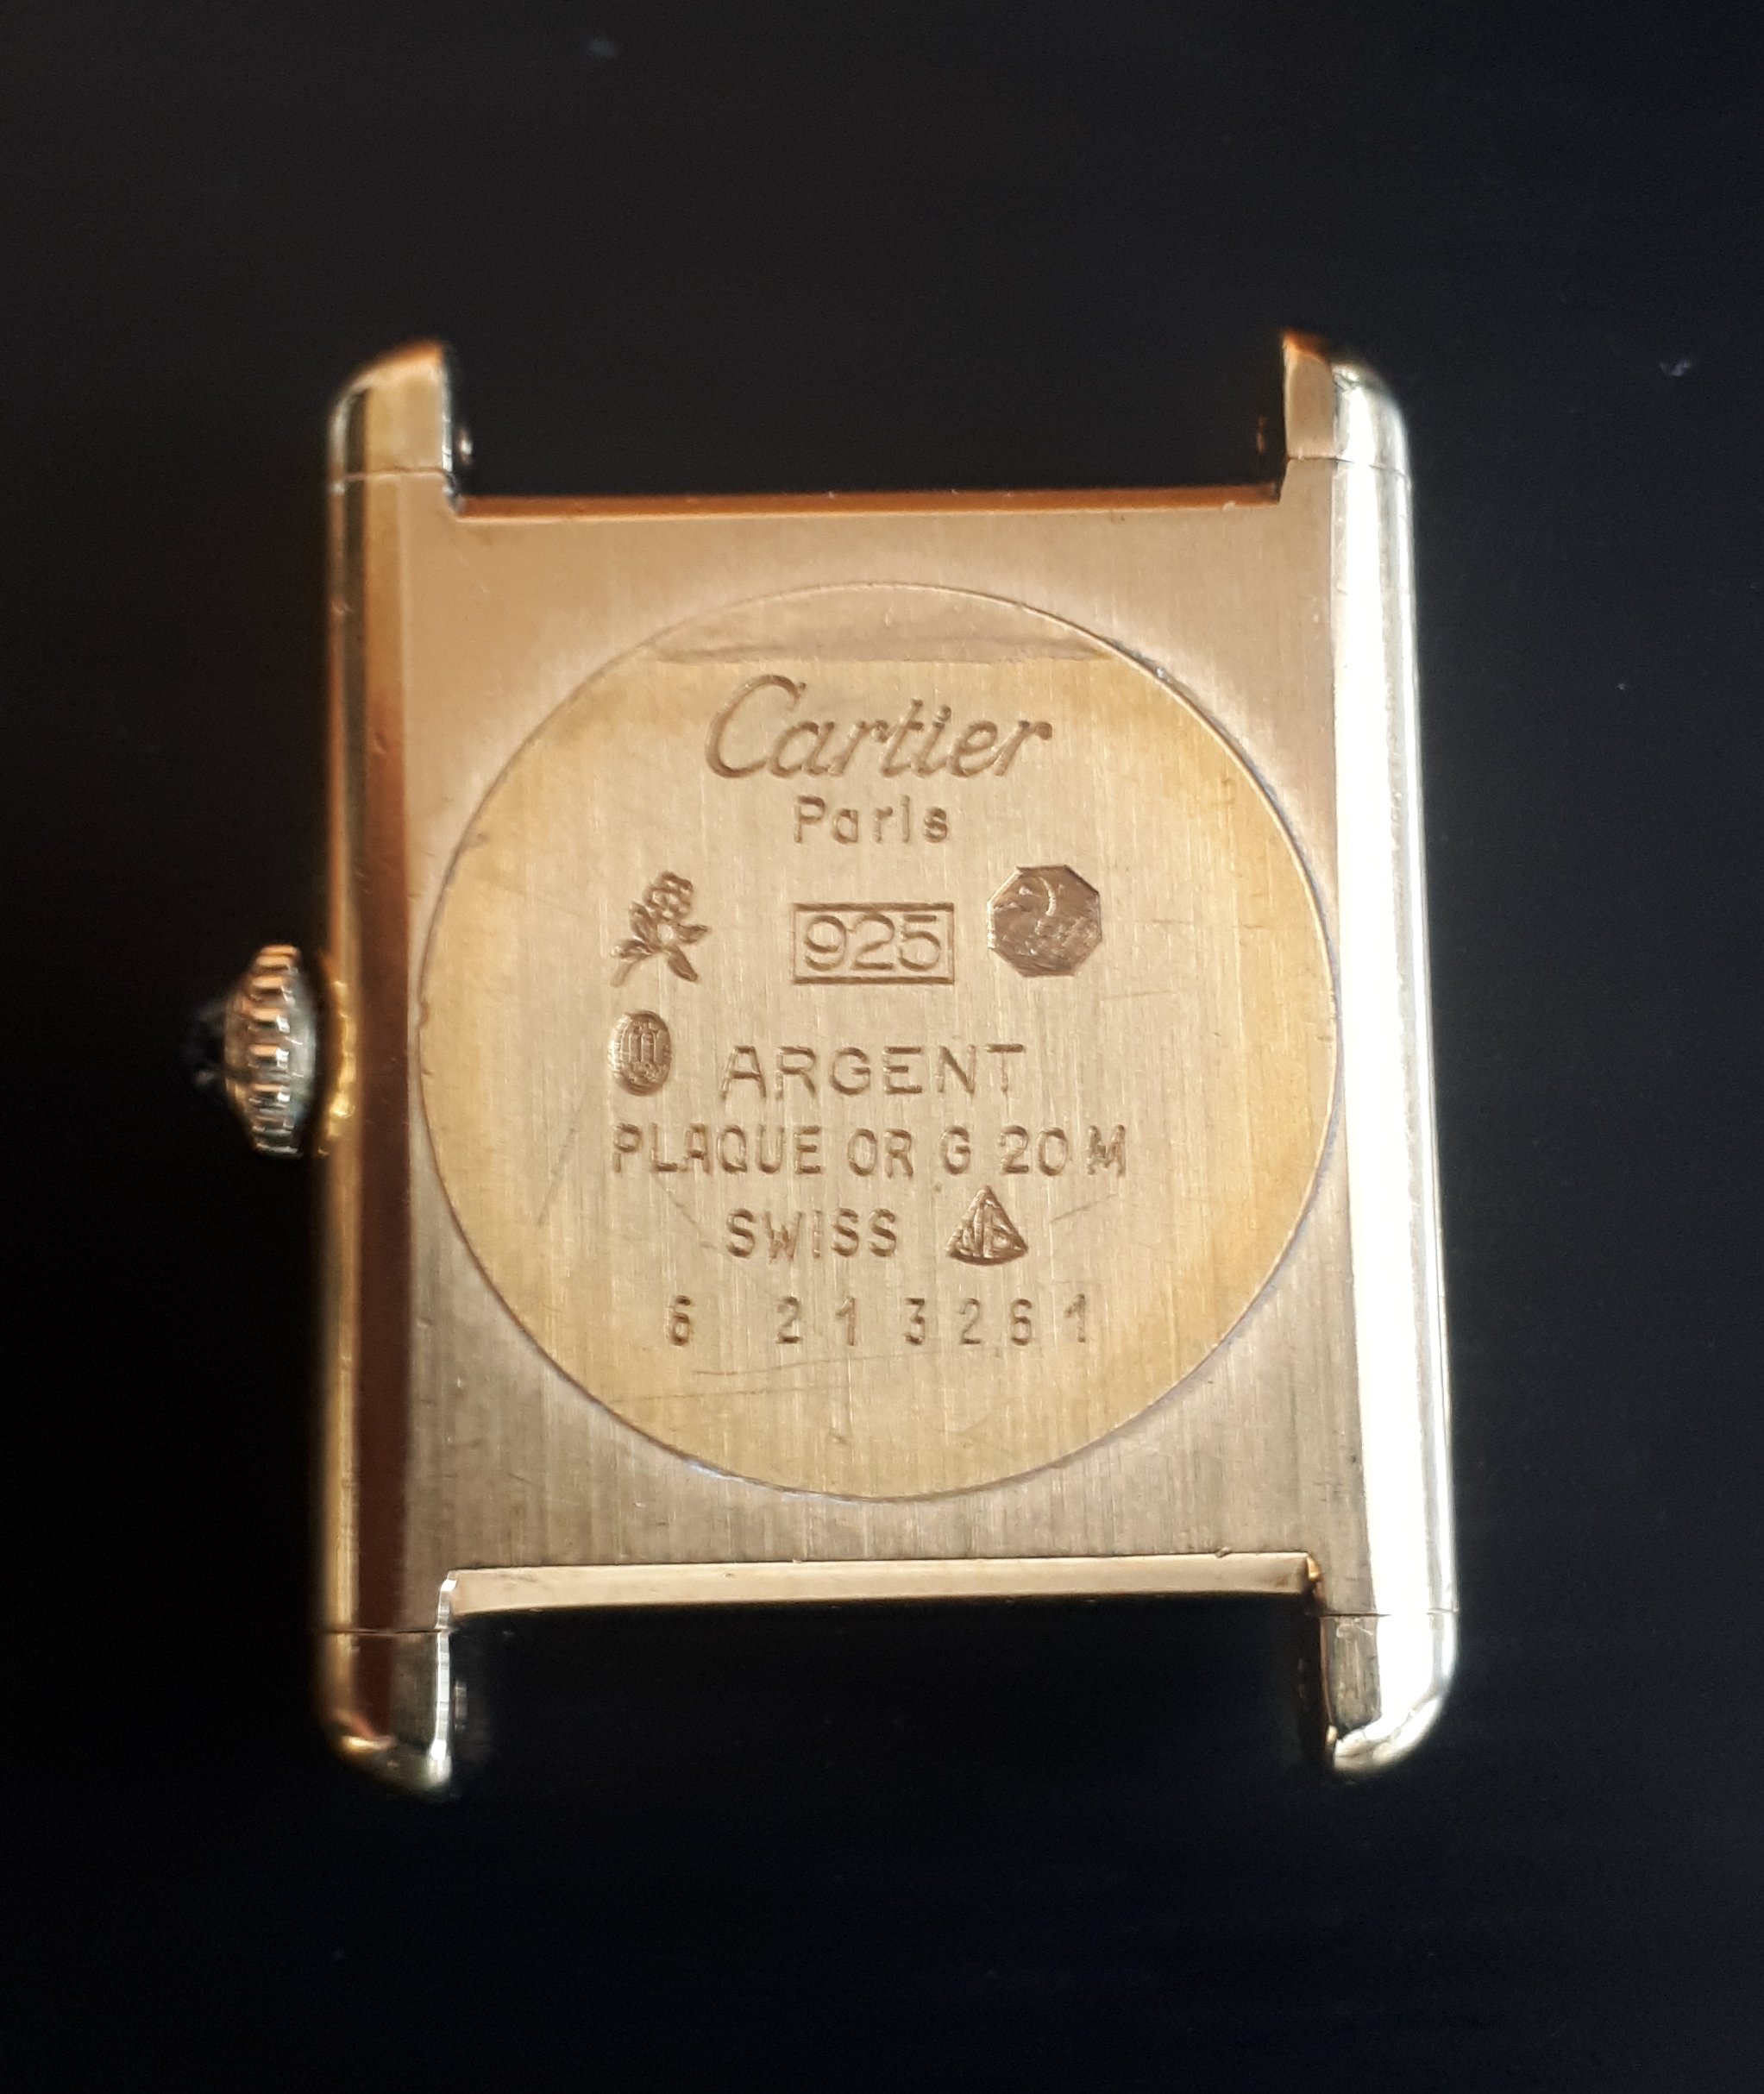 Cartier
Paris
925
ARGENT
PLAQUE OR G 20 M
SWISS
6 213261